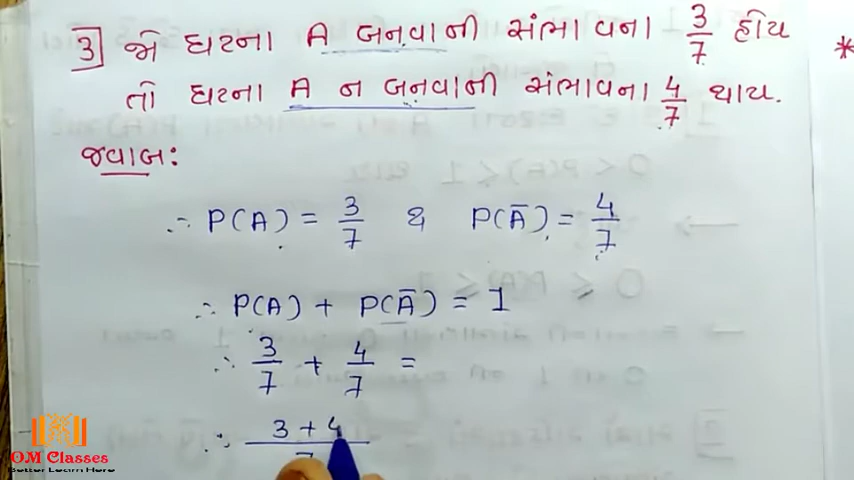 3] જો ઘટના A બનવાની સંભાવના 3/7 હોય
તો ઘટના A ન બનવાની સંભાવના 4/7 થાય.
જવાબ:
∴ P(A) = 3/7 & P(Ā) = 4/7
∴ P(A) + P(Ā) = 1
∴ 3/7 + 4/7 =
∴ 3 + 4
OM Classes
Better Learn Here